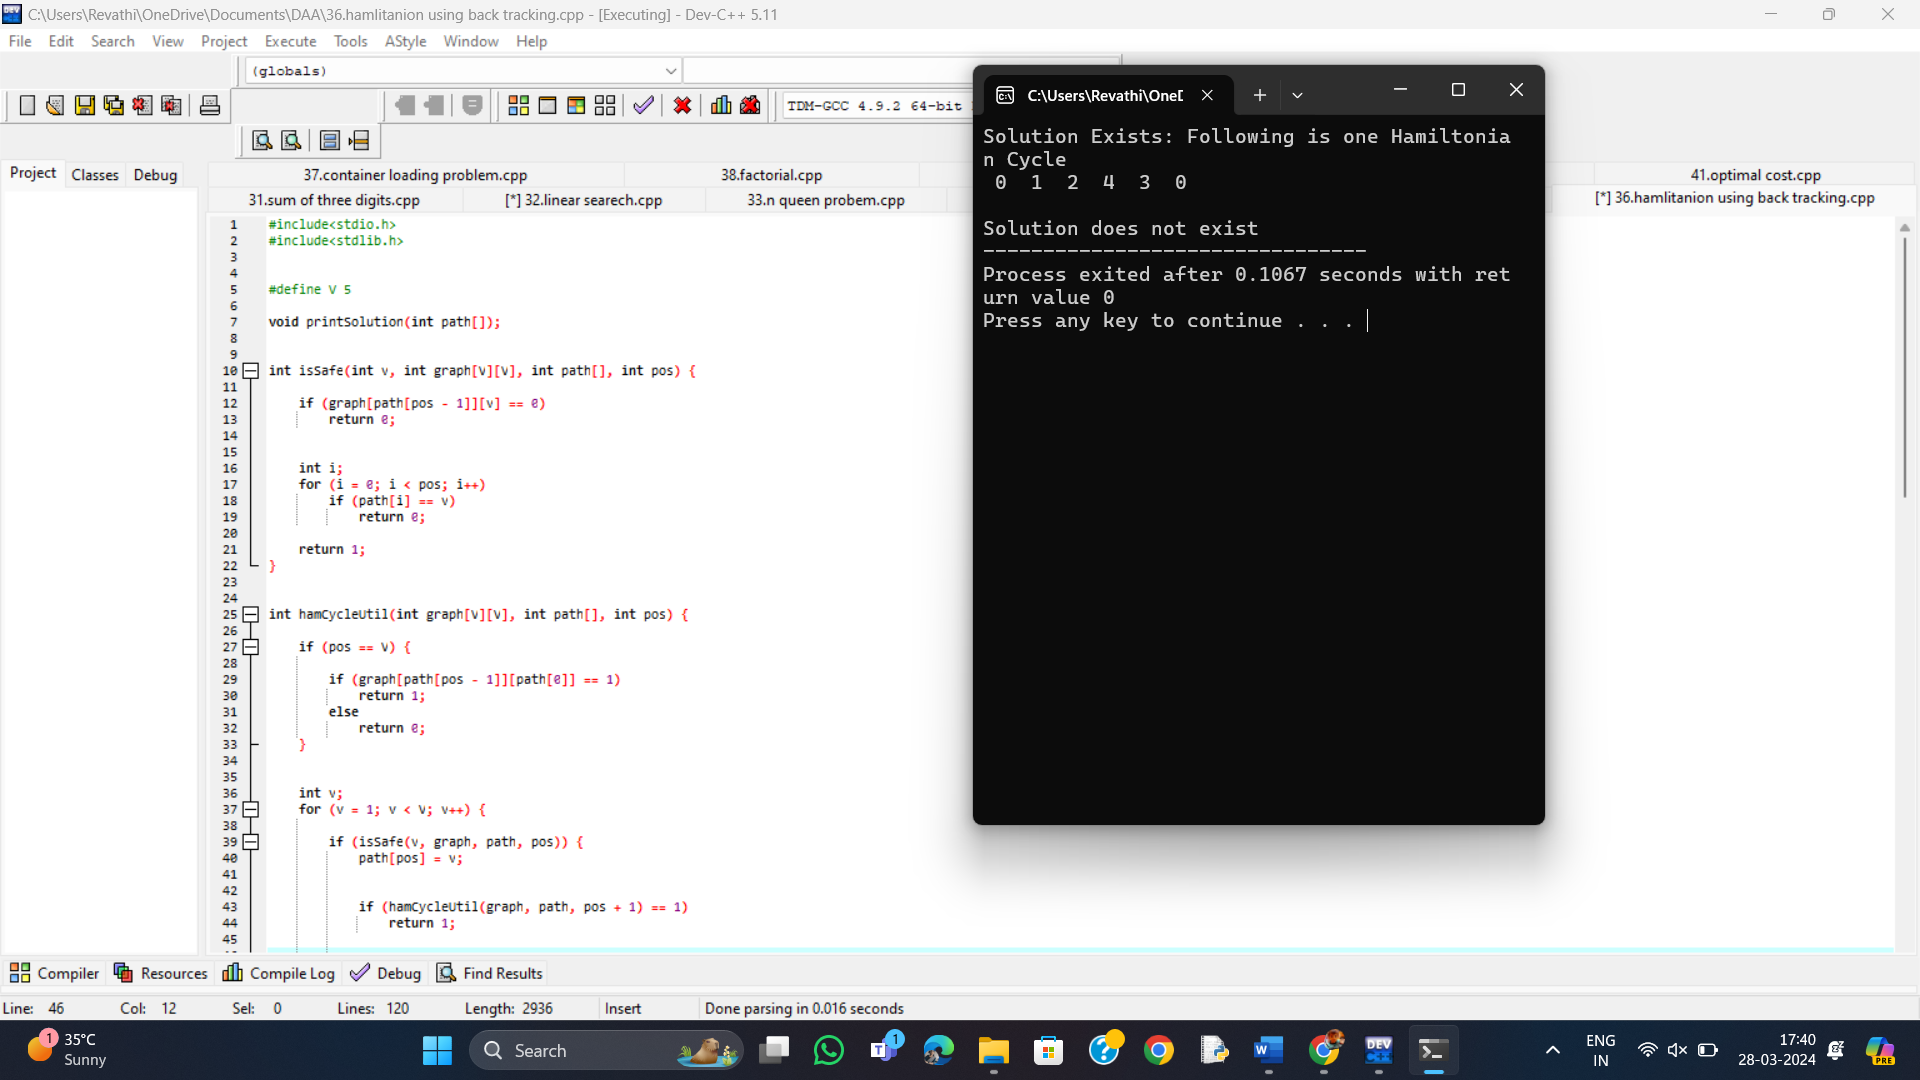 C:\Users\Revathi\OneDrive\Documents\DAA\36.hamlitanion using back tracking.cpp - [Executing] - Dev-C++ 5.11
File Edit Search View Project Execute Tools AStyle Window Help
(globals)
TDM-GCC 4.9.2 64-bit
Project Classes Debug
37.container loading problem.cpp 38.factorial.cpp 41.optimal cost.cpp
31.sum of three digits.cpp [*] 32.linear searech.cpp 33.n queen probem.cpp [*] 36.hamlitanion using back tracking.cpp
1 #include<stdio.h>
2 #include<stdlib.h>
3
4
5 #define V 5
6
7 void printSolution(int path[]);
8
9
10 int isSafe(int v, int graph[V][V], int path[], int pos) {
11
12 if (graph[path[pos - 1]][v] == 0)
13 return 0;
14
15
16 int i;
17 for (i = 0; i < pos; i++)
18 if (path[i] == v)
19 return 0;
20
21 return 1;
22 }
23
24
25 int hamCycleUtil(int graph[V][V], int path[], int pos) {
26
27 if (pos == V) {
28
29 if (graph[path[pos - 1]][path[0]] == 1)
30 return 1;
31 else
32 return 0;
33 }
34
35
36 int v;
37 for (v = 1; v < V; v++) {
38
39 if (isSafe(v, graph, path, pos)) {
40 path[pos] = v;
41
42
43 if (hamCycleUtil(graph, path, pos + 1) == 1)
44 return 1;
45
C:\Users\Revathi\OneD
Solution Exists: Following is one Hamiltonia
n Cycle
0 1 2 4 3 0
Solution does not exist
--------------------------------
Process exited after 0.1067 seconds with ret
urn value 0
Press any key to continue . . .
Compiler Resources Compile Log Debug Find Results
Line: 46 Col: 12 Sel: 0 Lines: 120 Length: 2936 Insert Done parsing in 0.016 seconds
1
35°C
Sunny
Search
1
ENG
IN
17:40
28-03-2024
PRE